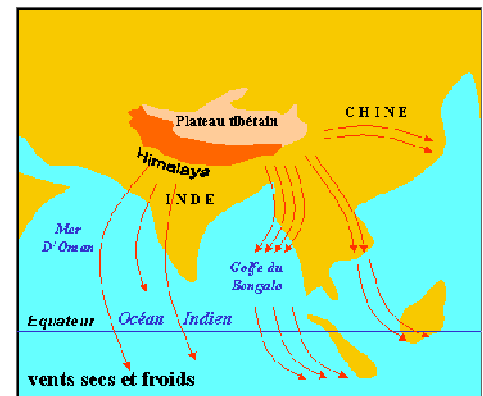 CHINE
Plateau tibétain
Himalaya
INDE
Mer
D'Oman
Golfe du
Bengale
Equateur
Océan Indien
vents secs et froids